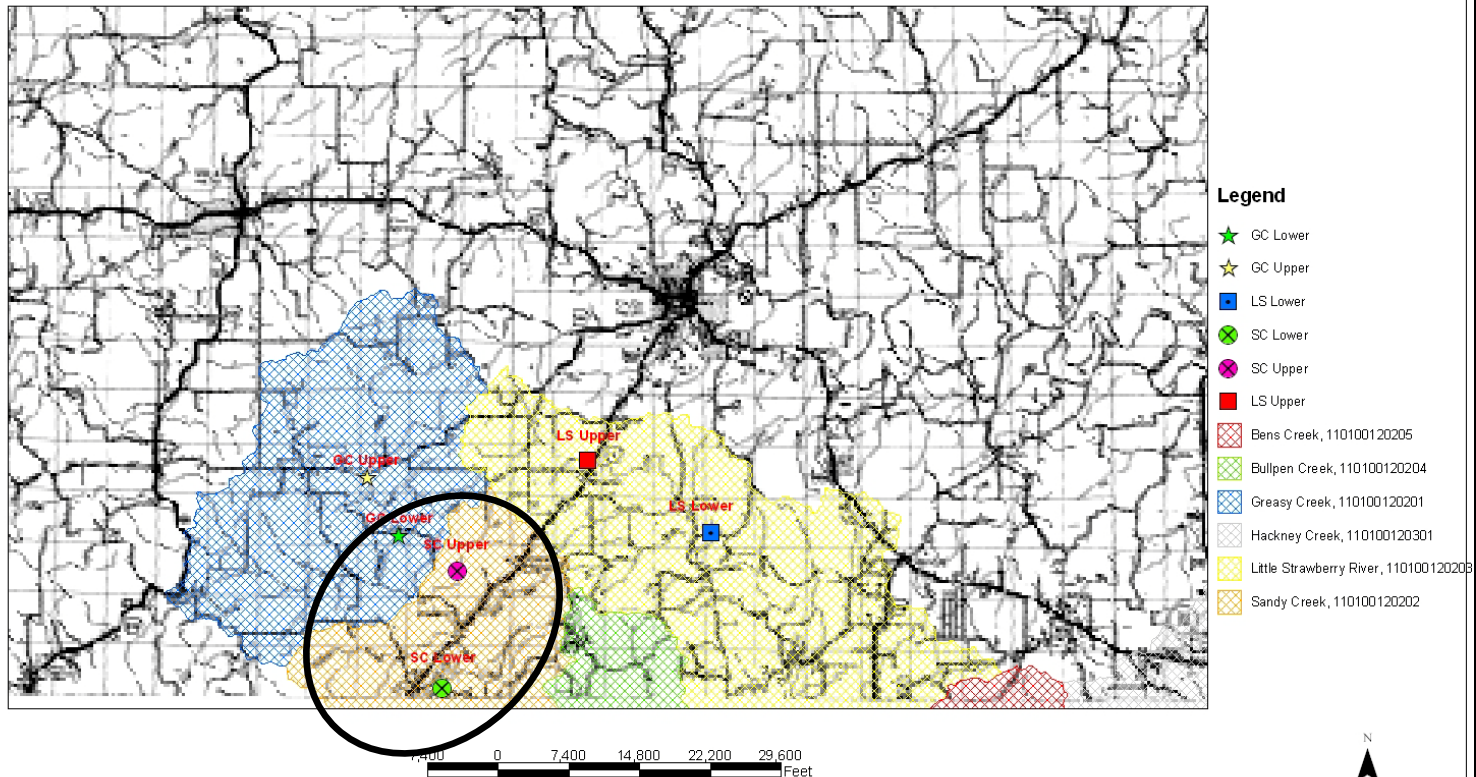 Legend
GC Lower
GC Upper
LS Lower
SC Lower
SC Upper
LS Upper
Bens Creek, 110100120205
Bullpen Creek, 110100120204
Greasy Creek, 110100120201
Hackney Creek, 110100120301
Little Strawberry River, 110100120203
Sandy Creek, 110100120202
LS Upper
GC Upper
LS Lower
GC Lower
SC Upper
SC Lower
7,400 0 7,400 14,800 22,200 29,600
Feet
N